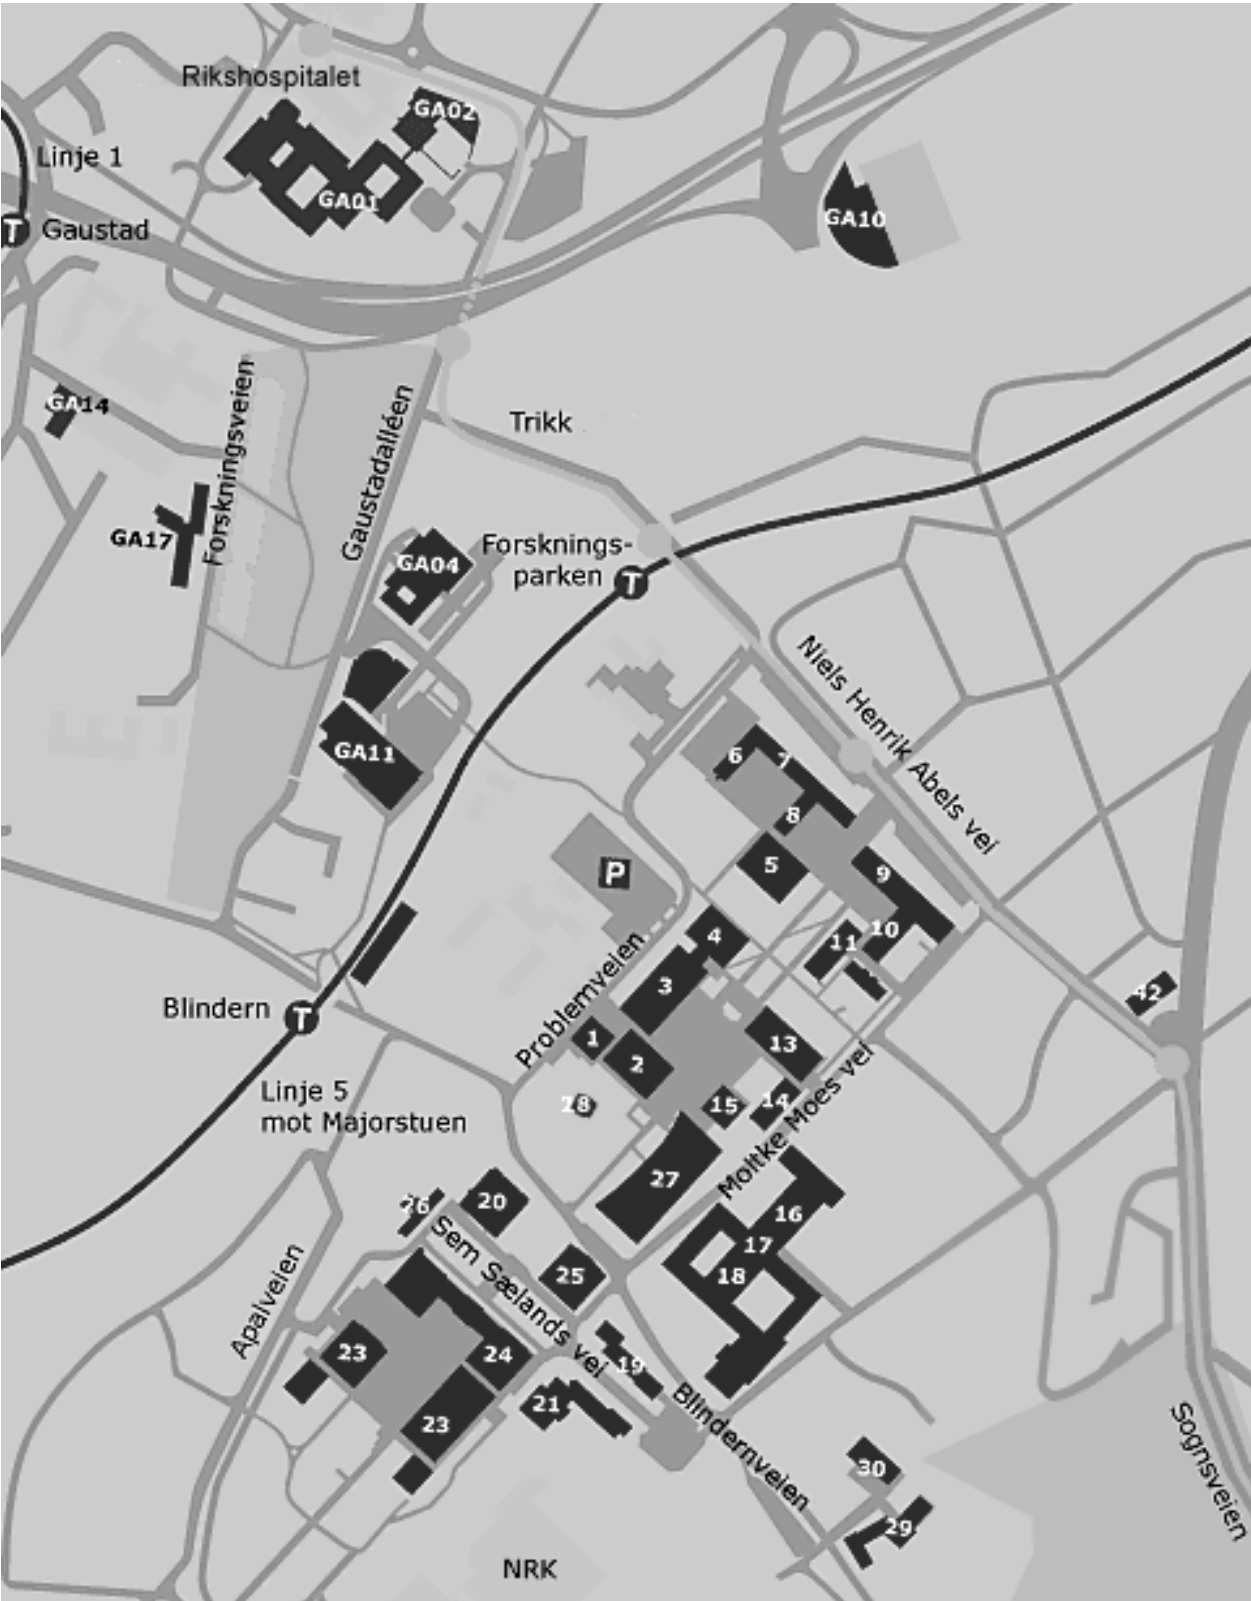 Rikshospitalet
GA02
Linje 1
GA01
GA10
T
Gaustad
GA14
Forskningsveien
Gaustadalléen
Trikk
GA17
GA04
Forsknings-
parken
T
Niels Henrik Abels vei
GA11
6
7
8
5
P
9
4
11
10
3
Problemveien
42
Blindern
T
1
2
13
Linje 5
mot Majorstuen
15
14
Moltke Moes vei
27
26
20
16
Sem Sælands vei
17
25
18
Apalveien
23
24
19
21
23
Blindernveien
Sognsveien
30
29
NRK